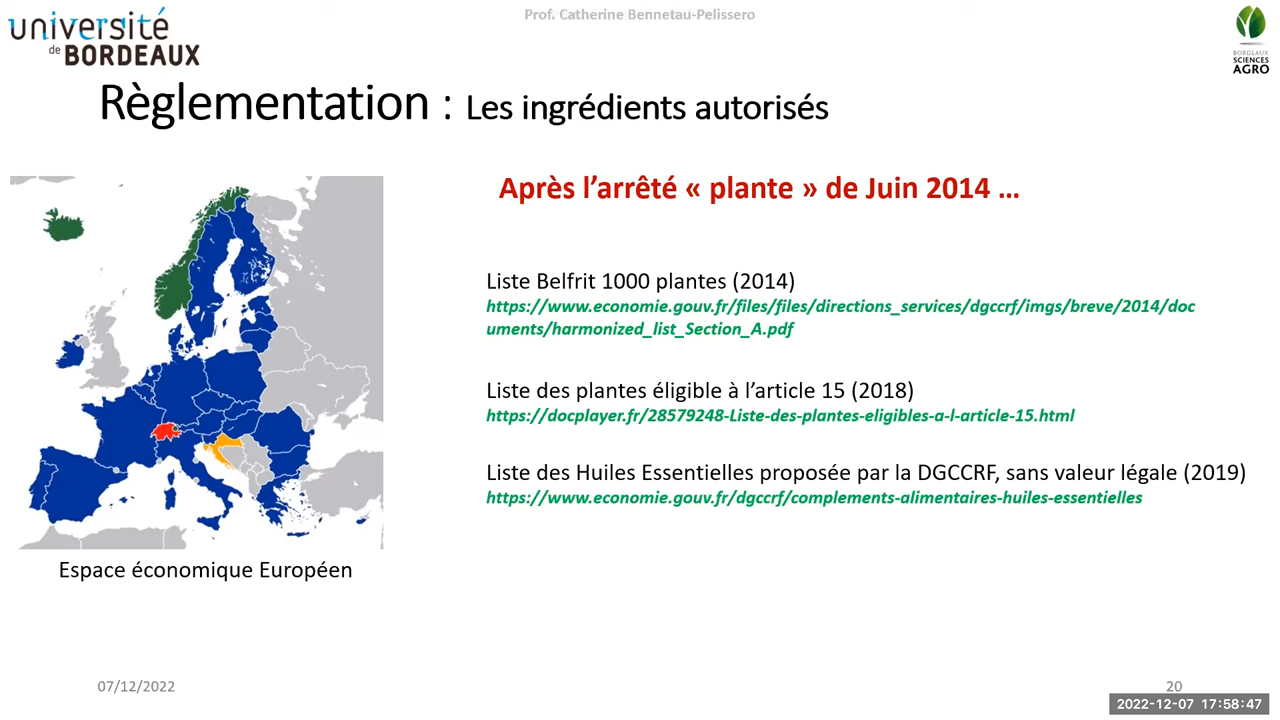 Prof. Catherine Bennetau-Pelissero
université
de BORDEAUX
BORDEAUX
SCIENCES
AGRO
Règlementation : Les ingrédients autorisés
Après l’arrêté « plante » de Juin 2014 ...
Liste Belfrit 1000 plantes (2014)
https://www.economie.gouv.fr/files/files/directions_services/dgccrf/imgs/breve/2014/doc
uments/harmonized_list_Section_A.pdf
Liste des plantes éligible à l’article 15 (2018)
https://docplayer.fr/28579248-Liste-des-plantes-eligibles-a-l-article-15.html
Liste des Huiles Essentielles proposée par la DGCCRF, sans valeur légale (2019)
https://www.economie.gouv.fr/dgccrf/complements-alimentaires-huiles-essentielles
Espace économique Européen
07/12/2022
20
2022-12-07 17:58:47